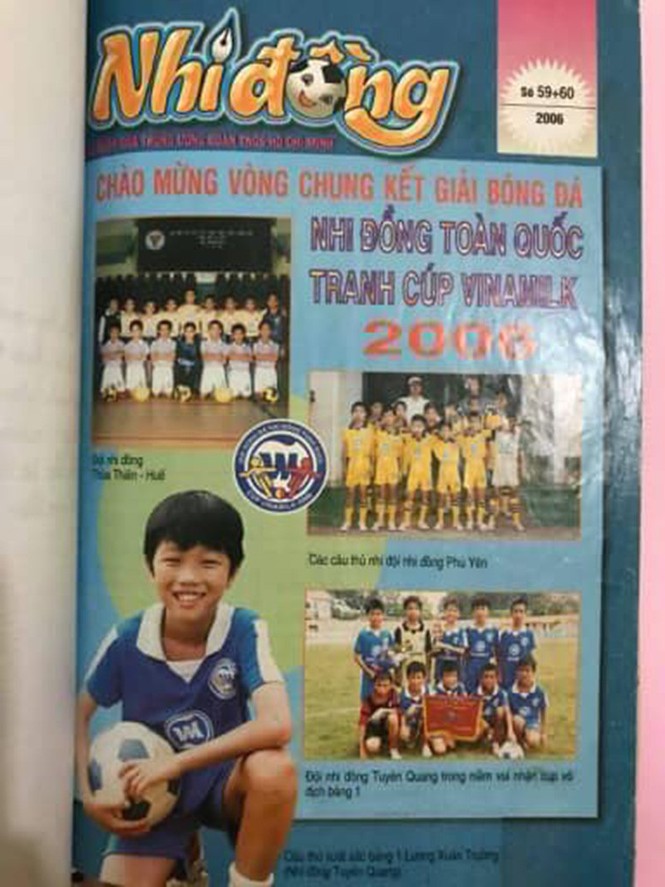 Nhi đồng
Số 59+60
2006
CHÀO MỪNG VÒNG CHUNG KẾT GIẢI BÓNG ĐÁ
NHI ĐỒNG TOÀN QUỐC
TRANH CÚP VINAMILK
2006
Đội nhi đồng
Thừa Thiên - Huế
Các cầu thủ nhí đội nhi đồng Phú Yên
Đội nhi đồng Tuyên Quang trong niềm vui nhận cúp vô
địch bảng 1
Cầu thủ xuất sắc bảng 1 Lương Xuân Trường
(Nhi đồng Tuyên Quang)